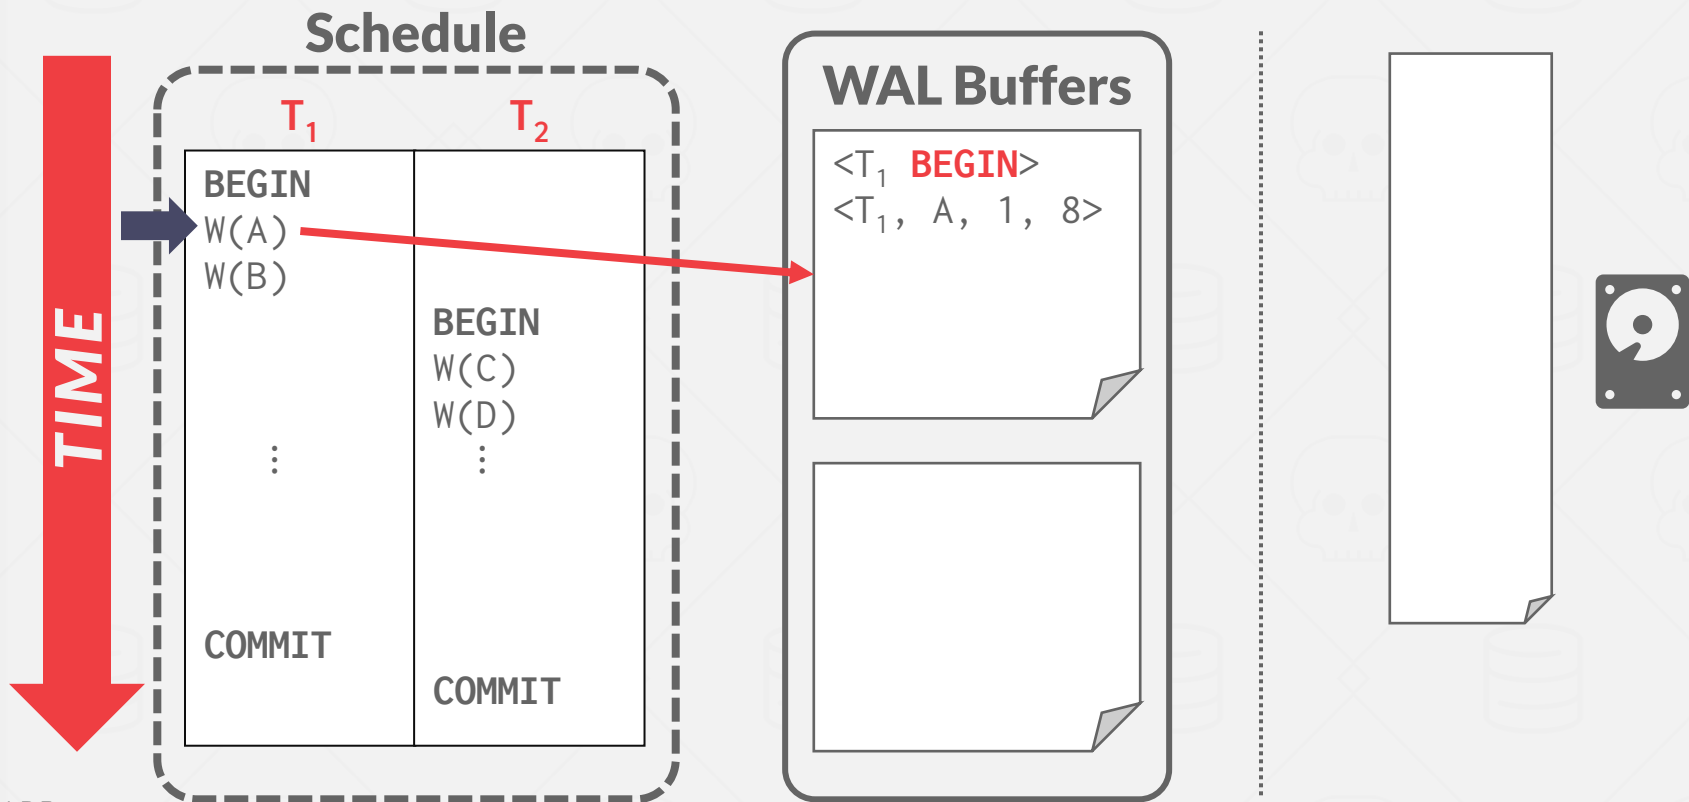 Schedule
TIME
T₁ T₂
BEGIN
W(A)
W(B)
⋮
COMMIT
BEGIN
W(C)
W(D)
⋮
COMMIT
WAL Buffers
<T₁ BEGIN>
<T₁, A, 1, 8>